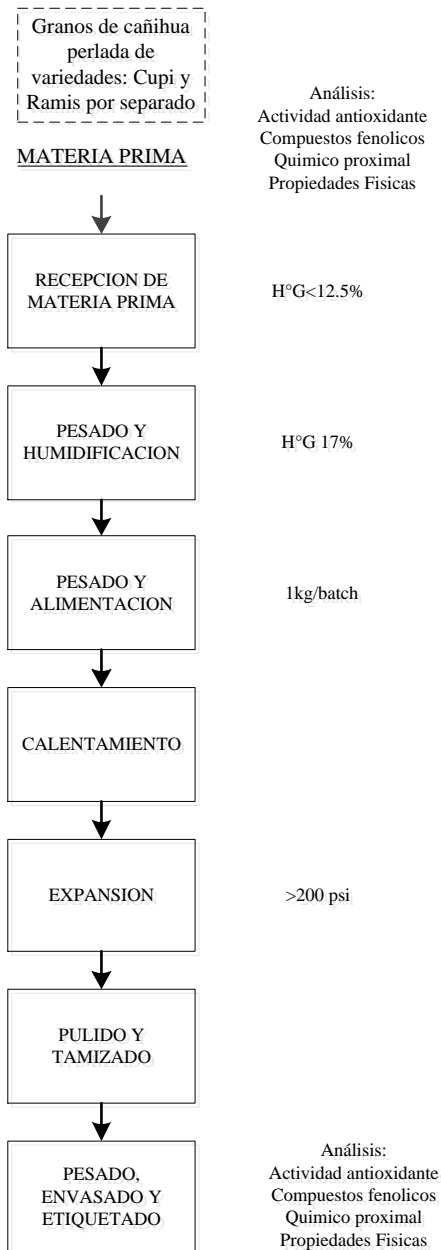 Granos de cañihua
perlada de
variedades: Cupi y
Ramis por separado
MATERIA PRIMA
Análisis:
Actividad antioxidante
Compuestos fenolicos
Quimico proximal
Propiedades Fisicas
RECEPCION DE
MATERIA PRIMA
H°G<12.5%
PESADO Y
HUMIDIFICACION
H°G 17%
PESADO Y
ALIMENTACION
1kg/batch
CALENTAMIENTO
EXPANSION
>200 psi
PULIDO Y
TAMIZADO
PESADO,
ENVASADO Y
ETIQUETADO
Análisis:
Actividad antioxidante
Compuestos fenolicos
Quimico proximal
Propiedades Fisicas